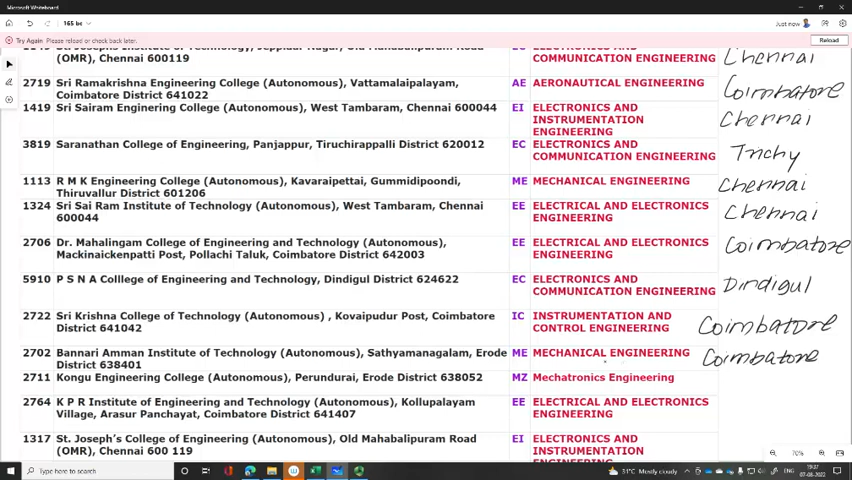 Microsoft Whiteboard
165 lbs
Just now
Try Again Please reload or check back later.
Reload
(OMR), Chennai 600119
COMMUNICATION ENGINEERING
Chennai
2719 Sri Ramakrishna Engineering College (Autonomous), Vattamalaipalayam,
Coimbatore District 641022
AE AERONAUTICAL ENGINEERING
Coimbatore
1419 Sri Sairam Enginering College (Autonomous), West Tambaram, Chennai 600044
EI ELECTRONICS AND
INSTRUMENTATION
ENGINEERING
Chennai
3819 Saranathan College of Engineering, Panjappur, Tiruchirappalli District 620012
EC ELECTRONICS AND
COMMUNICATION ENGINEERING
Trichy
1113 R M K Engineering College (Autonomous), Kavaraipettai, Gummidipoondi,
Thiruvallur District 601206
ME MECHANICAL ENGINEERING
Chennai
1324 Sri Sai Ram Institute of Technology (Autonomous), West Tambaram, Chennai
600044
EE ELECTRICAL AND ELECTRONICS
ENGINEERING
Chennai
2706 Dr. Mahalingam College of Engineering and Technology (Autonomous),
Mackinaickenpatti Post, Pollachi Taluk, Coimbatore District 642003
EE ELECTRICAL AND ELECTRONICS
ENGINEERING
Coimbatore
5910 P S N A Colllege of Engineering and Technology, Dindigul District 624622
EC ELECTRONICS AND
COMMUNICATION ENGINEERING
Dindigul
2722 Sri Krishna College of Technology (Autonomous) , Kovaipudur Post, Coimbatore
District 641042
IC INSTRUMENTATION AND
CONTROL ENGINEERING
Coimbatore
2702 Bannari Amman Institute of Technology (Autonomous), Sathyamanagalam, Erode
District 638401
ME MECHANICAL ENGINEERING
Coimbatore
2711 Kongu Engineering College (Autonomous), Perundurai, Erode District 638052
MZ Mechatronics Engineering
2764 K P R Institute of Engineering and Technology (Autonomous), Kollupalayam
Village, Arasur Panchayat, Coimbatore District 641407
EE ELECTRICAL AND ELECTRONICS
ENGINEERING
1317 St. Joseph's College of Engineering (Autonomous), Old Mahabalipuram Road
(OMR), Chennai 600 119
EI ELECTRONICS AND
INSTRUMENTATION
70%
Type here to search
31°C Mostly cloudy
ENG
19:07
07-08-2022